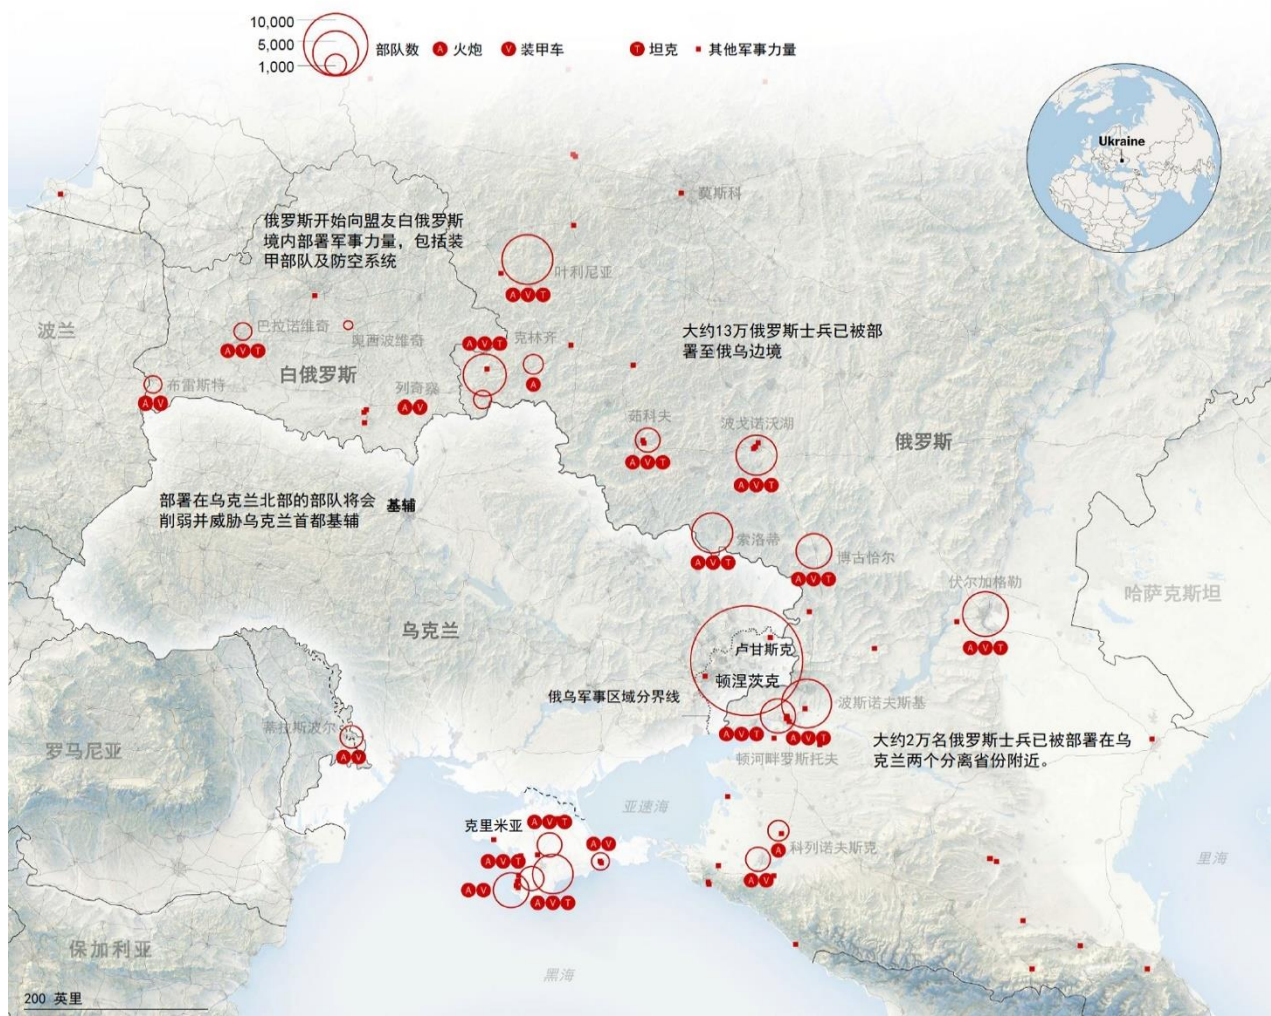 10,000
5,000
1,000
部队数
A 火炮
V 装甲车
T 坦克
其他军事力量
Ukraine
莫斯科
俄罗斯开始向盟友白俄罗斯
境内部署军事力量，包括装
甲部队及防空系统
叶利尼亚
A V T
波兰
巴拉诺维奇
A V T
奥西波维奇
A V T
克林齐
A
大约13万俄罗斯士兵已被部
署至俄乌边境
白俄罗斯
布雷斯特
A V
列奇察
A V
茹科夫
A V T
波戈诺沃湖
A V T
俄罗斯
部署在乌克兰北部的部队将会
削弱并威胁乌克兰首都基辅
基辅
索洛蒂
A V T
博古恰尔
A V T
伏尔加格勒
A V T
哈萨克斯坦
乌克兰
卢甘斯克
顿涅茨克
俄乌军事区域分界线
波斯诺夫斯基
A V T
A V T
顿河畔罗斯托夫
大约2万名俄罗斯士兵已被部署在乌
克兰两个分离省份附近。
蒂拉斯波尔
A V
罗马尼亚
亚速海
克里米亚
A V T
A V
A V T
A V
A V T
科列诺夫斯克
A
A V
里海
保加利亚
黑海
200 英里